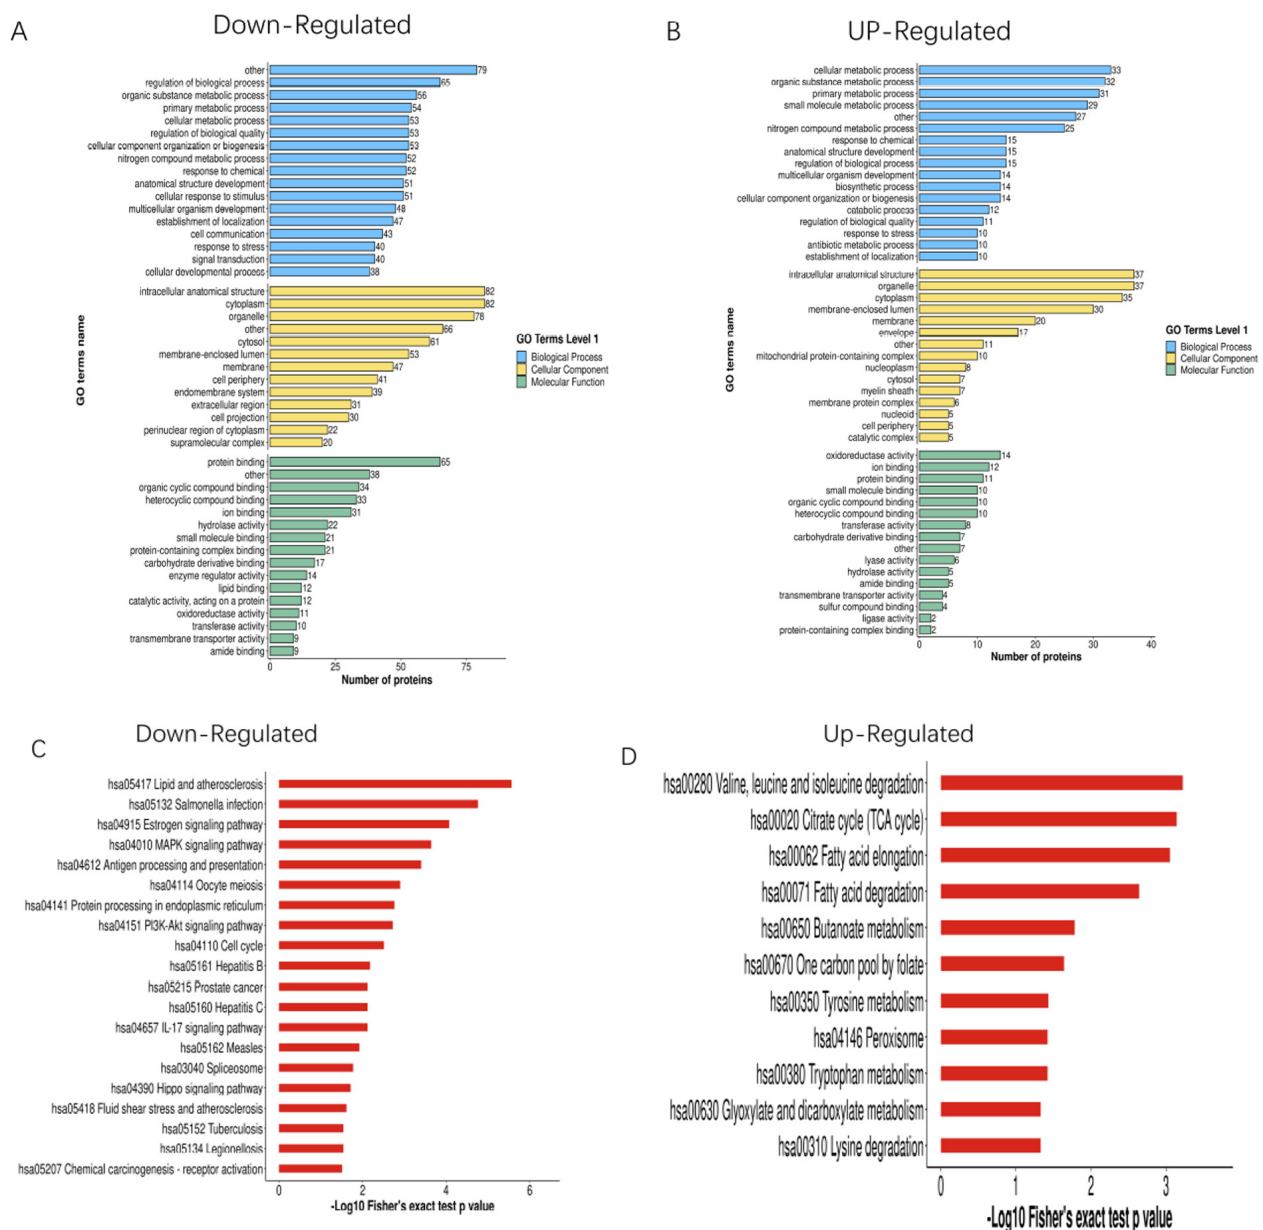 A
Down-Regulated
other 79
regulation of biological process 65
organic substance metabolic process 56
primary metabolic process 54
cellular metabolic process 53
regulation of biological quality 53
cellular component organization or biogenesis 53
nitrogen compound metabolic process 52
response to chemical 52
anatomical structure development 51
cellular response to stimulus 51
multicellular organism development 48
establishment of localization 47
cell communication 43
response to stress 40
signal transduction 40
cellular developmental process 38
intracellular anatomical structure 82
cytoplasm 82
organelle 78
other 66
cytosol 61
membrane-enclosed lumen 53
membrane 47
cell periphery 41
endomembrane system 39
extracellular region 31
cell projection 30
perinuclear region of cytoplasm 22
supramolecular complex 20
protein binding 65
other 38
organic cyclic compound binding 34
heterocyclic compound binding 33
ion binding 31
hydrolase activity 22
small molecule binding 21
protein-containing complex binding 21
carbohydrate derivative binding 17
enzyme regulator activity 14
lipid binding 12
catalytic activity, acting on a protein 12
oxidoreductase activity 11
transferase activity 10
transmembrane transporter activity 9
amide binding 9
0 25 50 75
Number of proteins
GO terms name
GO Terms Level 1
Biological Process
Cellular Component
Molecular Function
B
UP-Regulated
cellular metabolic process 33
organic substance metabolic process 32
primary metabolic process 31
small molecule metabolic process 29
other 27
nitrogen compound metabolic process 25
response to chemical 15
anatomical structure development 15
regulation of biological process 15
multicellular organism development 14
biosynthetic process 14
cellular component organization or biogenesis 14
catabolic process 12
regulation of biological quality 11
response to stress 10
antibiotic metabolic process 10
establishment of localization 10
intracellular anatomical structure 37
organelle 37
cytoplasm 35
membrane-enclosed lumen 30
membrane 20
envelope 17
other 11
mitochondrial protein-containing complex 10
nucleoplasm 8
cytosol 7
myelin sheath 7
membrane protein complex 6
nucleoid 5
cell periphery 5
catalytic complex 5
oxidoreductase activity 14
ion binding 12
protein binding 11
small molecule binding 10
organic cyclic compound binding 10
heterocyclic compound binding 10
transferase activity 8
carbohydrate derivative binding 7
other 7
lyase activity 6
hydrolase activity 5
amide binding 5
transmembrane transporter activity 4
sulfur compound binding 4
ligase activity 2
protein-containing complex binding 2
0 10 20 30 40
Number of proteins
GO terms name
GO Terms Level 1
Biological Process
Cellular Component
Molecular Function
C
Down-Regulated
hsa05417 Lipid and atherosclerosis
hsa05132 Salmonella infection
hsa04915 Estrogen signaling pathway
hsa04010 MAPK signaling pathway
hsa04612 Antigen processing and presentation
hsa04114 Oocyte meiosis
hsa04141 Protein processing in endoplasmic reticulum
hsa04151 PI3K-Akt signaling pathway
hsa04110 Cell cycle
hsa05161 Hepatitis B
hsa05215 Prostate cancer
hsa05160 Hepatitis C
hsa04657 IL-17 signaling pathway
hsa05162 Measles
hsa03040 Spliceosome
hsa04390 Hippo signaling pathway
hsa05418 Fluid shear stress and atherosclerosis
hsa05152 Tuberculosis
hsa05134 Legionellosis
hsa05207 Chemical carcinogenesis - receptor activation
0 2 4 6
-Log10 Fisher's exact test p value
D
Up-Regulated
hsa00280 Valine, leucine and isoleucine degradation
hsa00020 Citrate cycle (TCA cycle)
hsa00062 Fatty acid elongation
hsa00071 Fatty acid degradation
hsa00650 Butanoate metabolism
hsa00670 One carbon pool by folate
hsa00350 Tyrosine metabolism
hsa04146 Peroxisome
hsa00380 Tryptophan metabolism
hsa00630 Glyoxylate and dicarboxylate metabolism
hsa00310 Lysine degradation
0 1 2 3
-Log10 Fisher's exact test p value